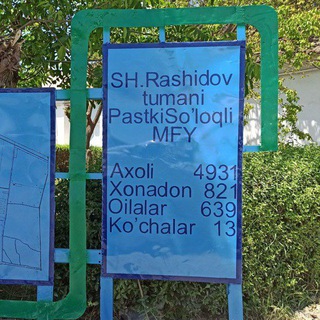 SH.Rashidov
tumani
PastkiSo'loqli
MFY
Axoli 4931
Xonadon 821
Oilalar 639
Ko'chalar 13